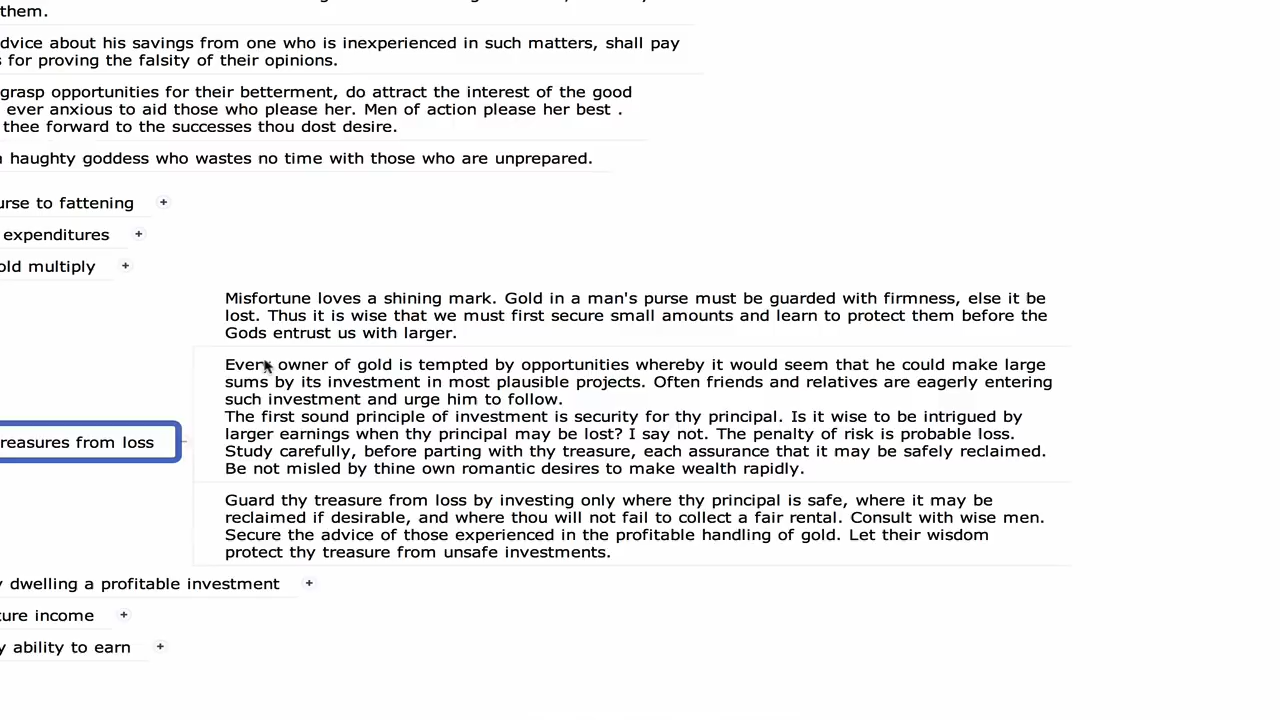 them.
dvice about his savings from one who is inexperienced in such matters, shall pay
for proving the falsity of their opinions.
grasp opportunities for their betterment, do attract the interest of the good
ever anxious to aid those who please her. Men of action please her best .
thee forward to the successes thou dost desire.
haughty goddess who wastes no time with those who are unprepared.
urse to fattening +
expenditures +
old multiply +
Misfortune loves a shining mark. Gold in a man's purse must be guarded with firmness, else it be
lost. Thus it is wise that we must first secure small amounts and learn to protect them before the
Gods entrust us with larger.
Every owner of gold is tempted by opportunities whereby it would seem that he could make large
sums by its investment in most plausible projects. Often friends and relatives are eagerly entering
such investment and urge him to follow.
The first sound principle of investment is security for thy principal. Is it wise to be intrigued by
larger earnings when thy principal may be lost? I say not. The penalty of risk is probable loss.
Study carefully, before parting with thy treasure, each assurance that it may be safely reclaimed.
Be not misled by thine own romantic desires to make wealth rapidly.
reasures from loss
Guard thy treasure from loss by investing only where thy principal is safe, where it may be
reclaimed if desirable, and where thou will not fail to collect a fair rental. Consult with wise men.
Secure the advice of those experienced in the profitable handling of gold. Let their wisdom
protect thy treasure from unsafe investments.
y dwelling a profitable investment +
ture income +
y ability to earn +